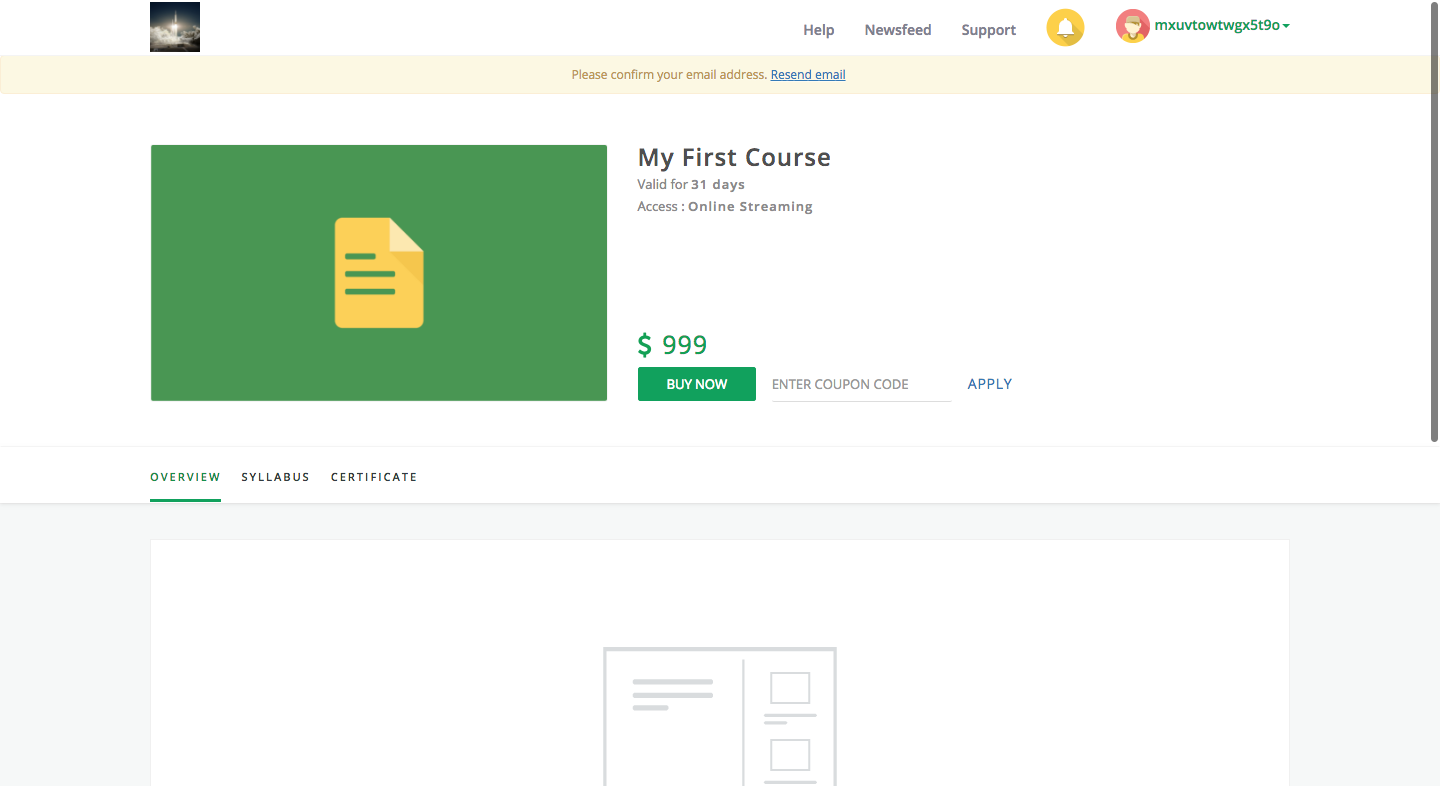 Help Newsfeed Support mxuvtowtwgx5t9o
Please confirm your email address. Resend email
My First Course
Valid for 31 days
Access : Online Streaming
$ 999
BUY NOW ENTER COUPON CODE APPLY
OVERVIEW SYLLABUS CERTIFICATE